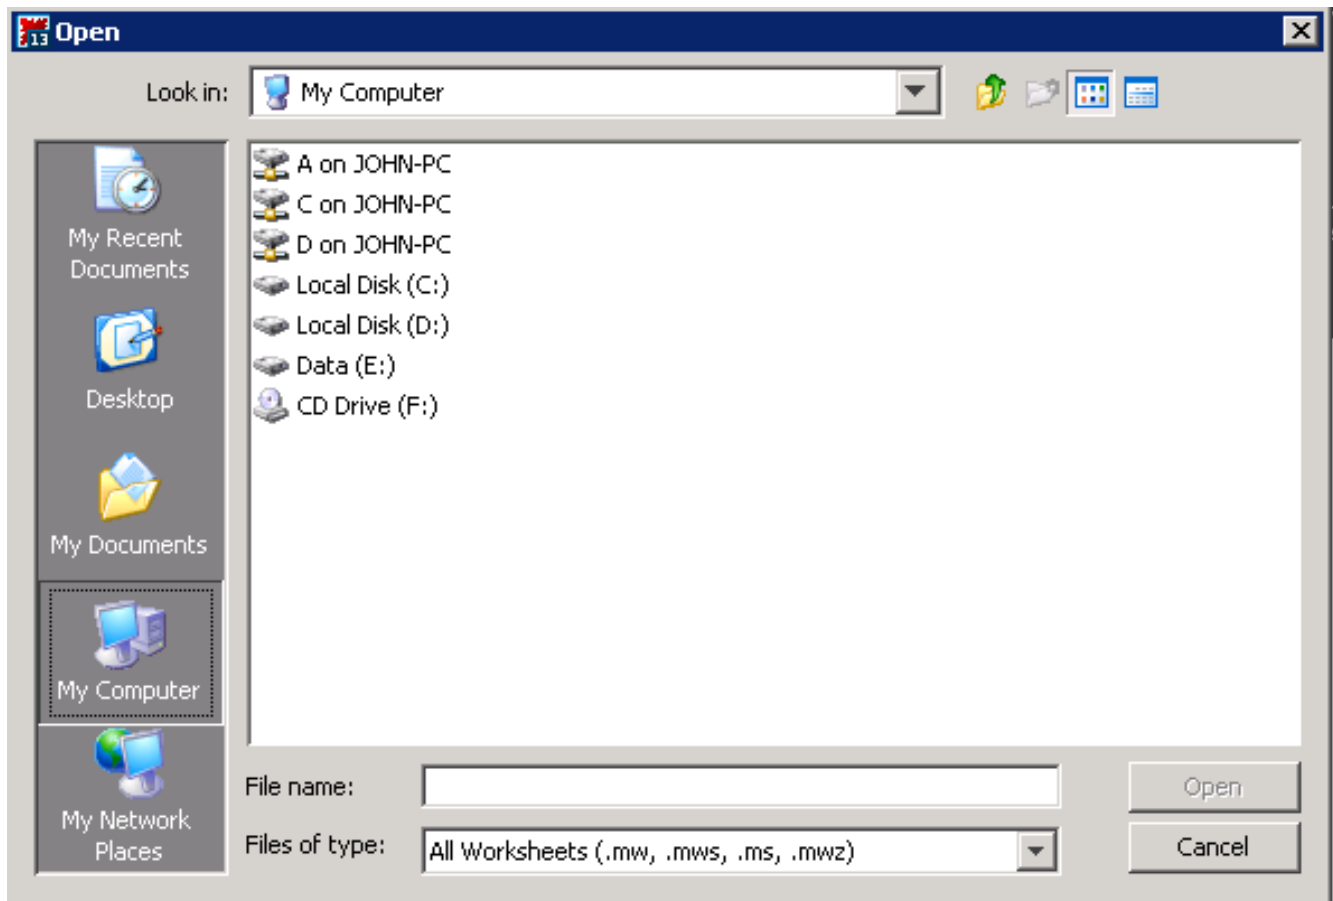 13 Open
Look in: My Computer
My Recent
Documents
Desktop
My Documents
My Computer
My Network
Places
A on JOHN-PC
C on JOHN-PC
D on JOHN-PC
Local Disk (C:)
Local Disk (D:)
Data (E:)
CD Drive (F:)
File name: Open
Files of type: All Worksheets (.mw, .mws, .ms, .mwz) Cancel